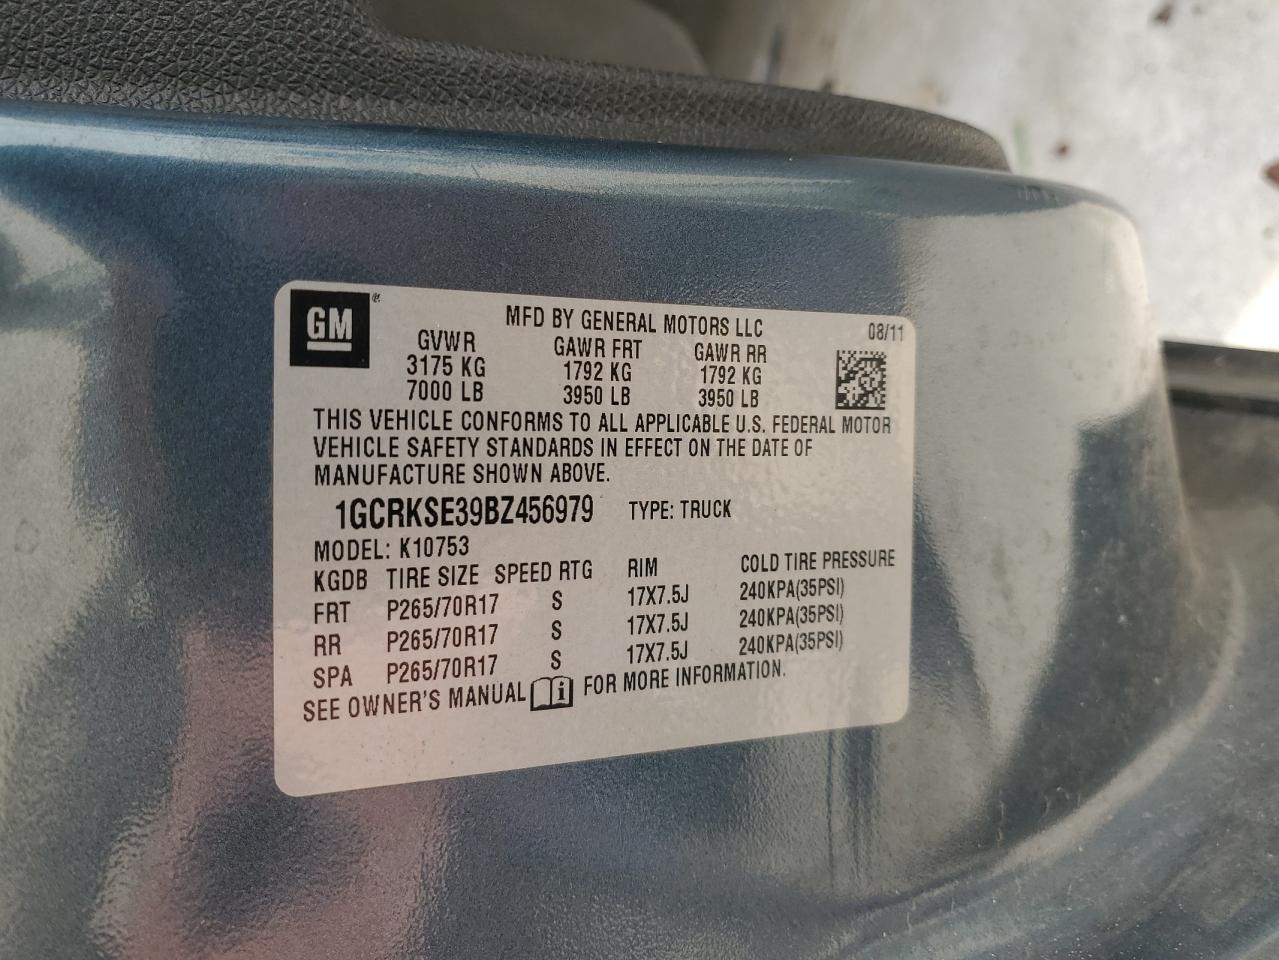 GM
MFD BY GENERAL MOTORS LLC 08/11
GVWR GAWR FRT GAWR RR
3175 KG 1792 KG 1792 KG
7000 LB 3950 LB 3950 LB
THIS VEHICLE CONFORMS TO ALL APPLICABLE U.S. FEDERAL MOTOR
VEHICLE SAFETY STANDARDS IN EFFECT ON THE DATE OF
MANUFACTURE SHOWN ABOVE.
1GCRKSE39BZ456979 TYPE: TRUCK
MODEL: K10753
KGDB TIRE SIZE SPEED RTG RIM COLD TIRE PRESSURE
FRT P265/70R17 S 17X7.5J 240KPA(35PSI)
RR P265/70R17 S 17X7.5J 240KPA(35PSI)
SPA P265/70R17 S 17X7.5J 240KPA(35PSI)
SEE OWNER'S MANUAL FOR MORE INFORMATION.